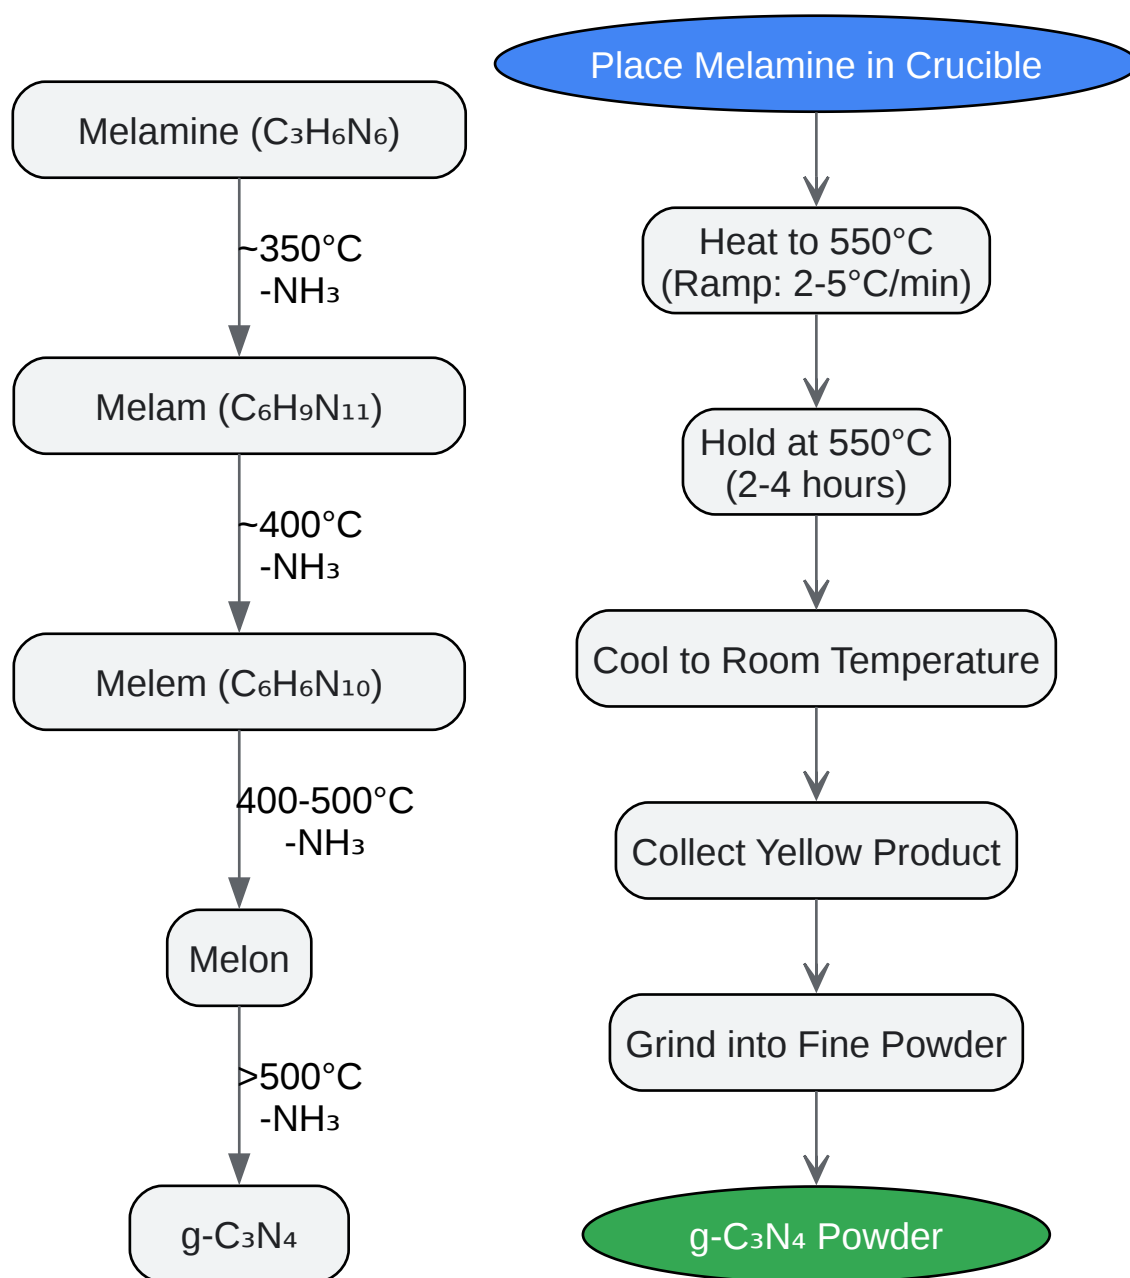 Melamine (C₃H₆N₆)
~350°C
-NH₃
Melam (C₆H₉N₁₁)
~400°C
-NH₃
Melem (C₆H₆N₁₀)
400-500°C
-NH₃
Melon
>500°C
-NH₃
g-C₃N₄
Place Melamine in Crucible
Heat to 550°C
(Ramp: 2-5°C/min)
Hold at 550°C
(2-4 hours)
Cool to Room Temperature
Collect Yellow Product
Grind into Fine Powder
g-C₃N₄ Powder